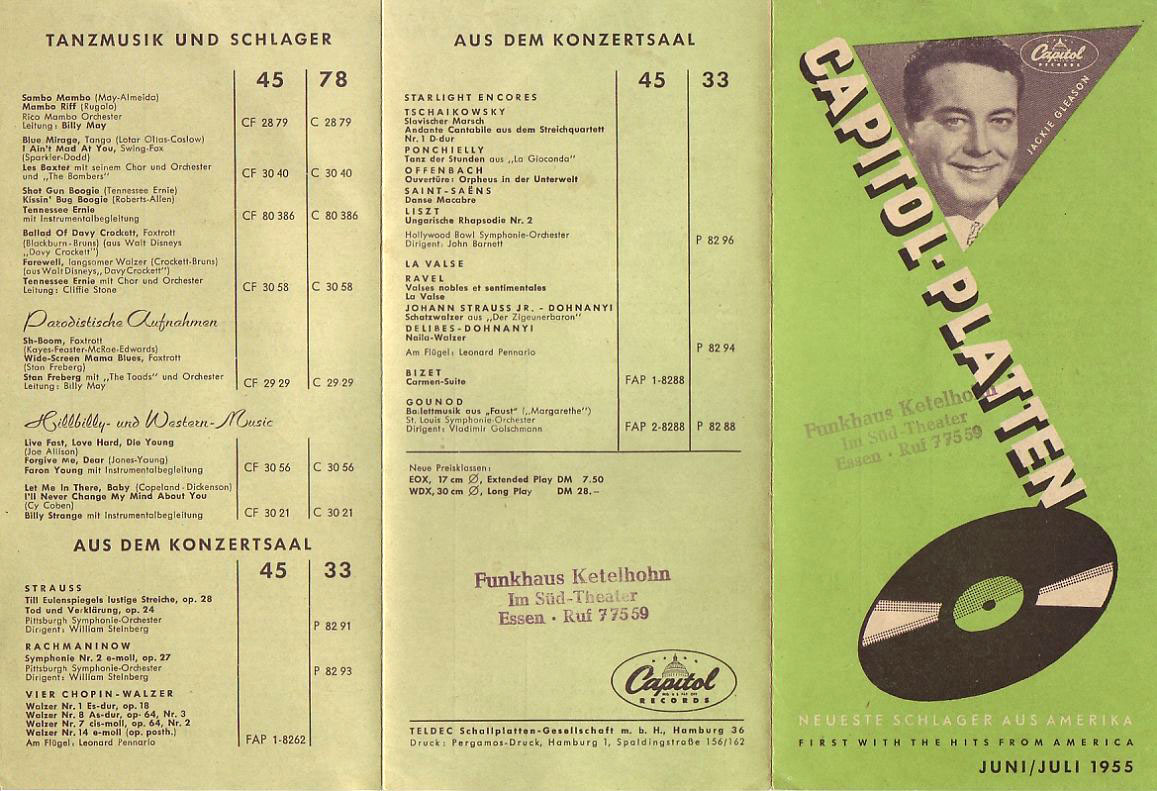 TANZMUSIK UND SCHLAGER
45 78
Sambo Mambo (May-Almeida)
Mambo Riff (Rugolo)
Rico Mambo Orchester
Leitung: Billy May CF 28 79 C 28 79
Blue Mirage, Tango (Lotar Olias-Coslow)
I Ain't Mad At You, Swing-Fox
(Sparkler-Dodd)
Les Baxter mit seinem Chor und Orchester
und „The Bombers" CF 30 40 C 30 40
Shot Gun Boogie (Tennessee Ernie)
Kissin' Bug Boogie (Roberts-Allen)
Tennessee Ernie
mit Instrumentalbegleitung CF 80 386 C 80 386
Ballad Of Davy Crockett, Foxtrott
(Blackburn-Bruns) (aus Walt Disneys
„Davy Crockett")
Farewell, langsamer Walzer (Crockett-Bruns)
(aus Walt Disneys „Davy Crockett")
Tennessee Ernie mit Chor und Orchester
Leitung: Cliffie Stone CF 30 58 C 30 58
Parodistische Aufnahmen
Sh-Boom, Foxtrott
(Kayes-Feaster-McRae-Edwards)
Wide-Screen Mama Blues, Foxtrott
(Stan Freberg)
Stan Freberg mit „The Toads" und Orchester
Leitung: Billy May CF 29 29 C 29 29
Hillbilly- und Western-Music
Live Fast, Love Hard, Die Young
(Joe Allison)
Forgive Me, Dear (Jones-Young)
Faron Young mit Instrumentalbegleitung CF 30 56 C 30 56
Let Me In There, Baby (Copeland-Dickenson)
I'll Never Change My Mind About You
(Cy Coben)
Billy Strange mit Instrumentalbegleitung CF 30 21 C 30 21
AUS DEM KONZERTSAAL
45 33
STRAUSS
Till Eulenspiegels lustige Streiche, op. 28
Tod und Verklärung, op. 24
Pittsburgh Symphonie-Orchester
Dirigent: William Steinberg P 82 91
RACHMANINOW
Symphonie Nr. 2 e-moll, op. 27
Pittsburgh Symphonie-Orchester
Dirigent: William Steinberg P 82 93
VIER CHOPIN-WALZER
Walzer Nr. 1 Es-dur, op. 18
Walzer Nr. 8 As-dur, op- 64, Nr. 3
Walzer Nr. 7 cis-moll, op. 64, Nr. 2
Walzer Nr. 14 e-moll (op. posth.)
Am Flügel: Leonard Pennario FAP 1-8262
AUS DEM KONZERTSAAL
45 33
STARLIGHT ENCORES
TSCHAIKOWSKY
Slavischer Marsch
Andante Cantabile aus dem Streichquartett
Nr. 1 D-dur
PONCHIELLY
Tanz der Stunden aus „La Gioconda"
OFFENBACH
Ouvertüre: Orpheus in der Unterwelt
SAINT-SAËNS
Danse Macabre
LISZT
Ungarische Rhapsodie Nr. 2
Hollywood Bowl Symphonie-Orchester
Dirigent: John Barnett P 82 96
LA VALSE
RAVEL
Valses nobles et sentimentales
La Valse
JOHANN STRAUSS JR. - DOHNANYI
Schatzwalzer aus „Der Zigeunerbaron"
DELIBES-DOHNANYI
Naila-Walzer
Am Flügel: Leonard Pennario P 82 94
BIZET
Carmen-Suite FAP 1-8288
GOUNOD
Ballettmusik aus „Faust" („Margarethe")
St. Louis Symphonie-Orchester
Dirigent: Vladimir Golschmann FAP 2-8288 P 82 88
Neue Preisklassen:
EOX, 17 cm Ø, Extended Play DM 7.50
WDX, 30 cm Ø, Long Play DM 28.–
Funkhaus Ketelhohn
Im Süd-Theater
Essen · Ruf 77559
Capitol
RECORDS
TELDEC Schallplatten-Gesellschaft m. b. H., Hamburg 36
Druck: Pergamos-Druck, Hamburg 1, Spaldingstraße 156/162
Capitol
RECORDS
JACKIE GLEASON
CAPITOL-PLATTEN
Funkhaus Ketelhohn
Im Süd-Theater
Essen · Ruf 77559
NEUESTE SCHLAGER AUS AMERIKA
FIRST WITH THE HITS FROM AMERICA
JUNI/JULI 1955